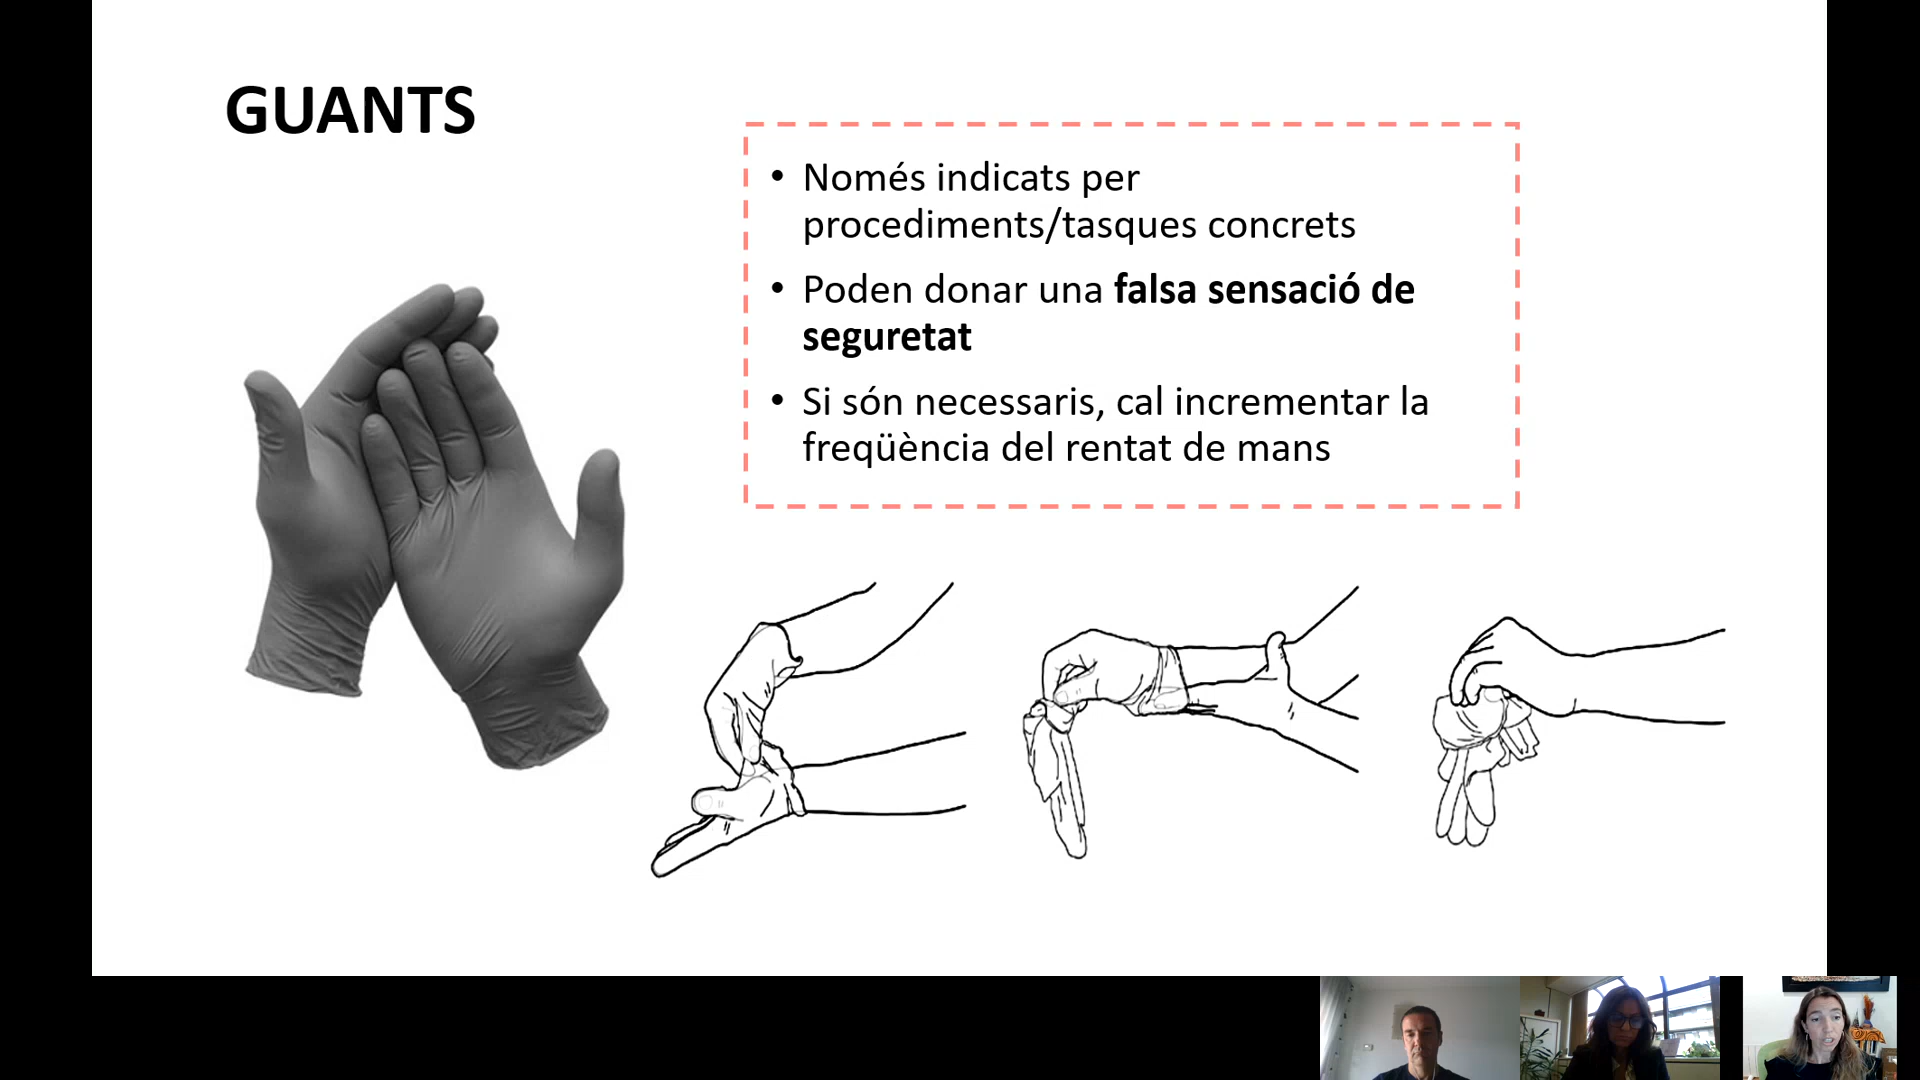 GUANTS
• Només indicats per
procediments/tasques concrets
• Poden donar una falsa sensació de
seguretat
• Si són necessaris, cal incrementar la
freqüència del rentat de mans